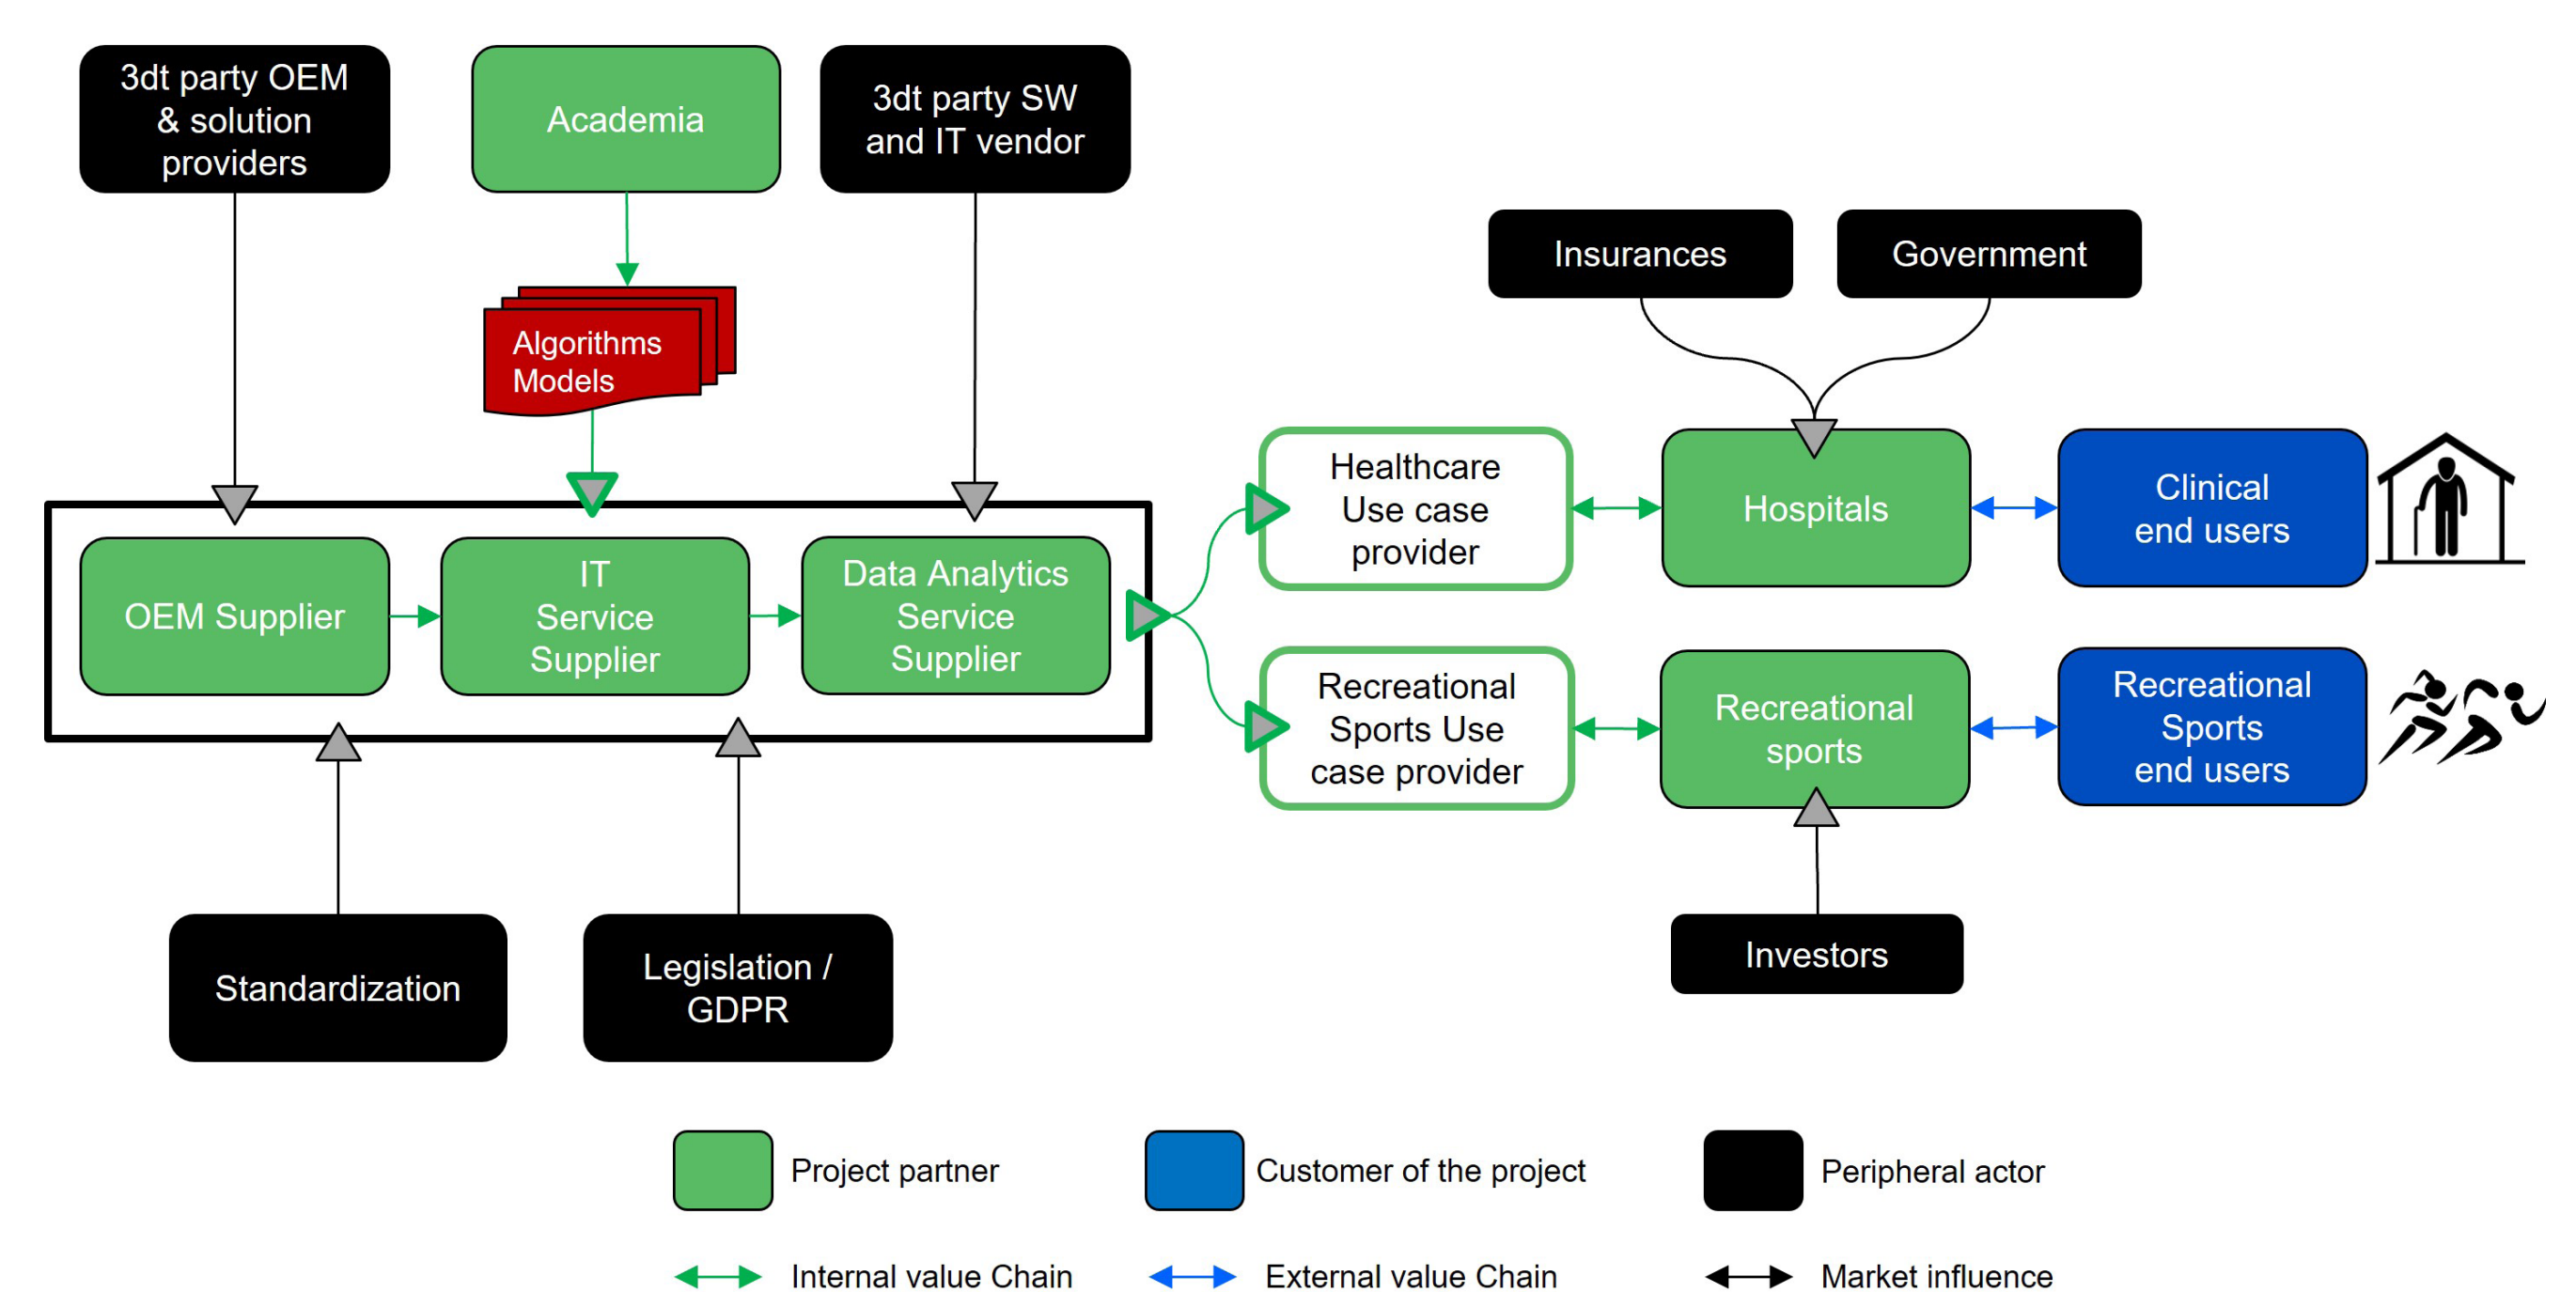 3dt party OEM
& solution
providers
Academia
3dt party SW
and IT vendor
Insurances
Government
Algorithms
Models
Healthcare
Use case
provider
Hospitals
Clinical
end users
OEM Supplier
IT
Service
Supplier
Data Analytics
Service
Supplier
Recreational
Sports Use
case provider
Recreational
sports
Recreational
Sports
end users
Standardization
Legislation /
GDPR
Investors
Project partner
Customer of the project
Peripheral actor
Internal value Chain
External value Chain
Market influence